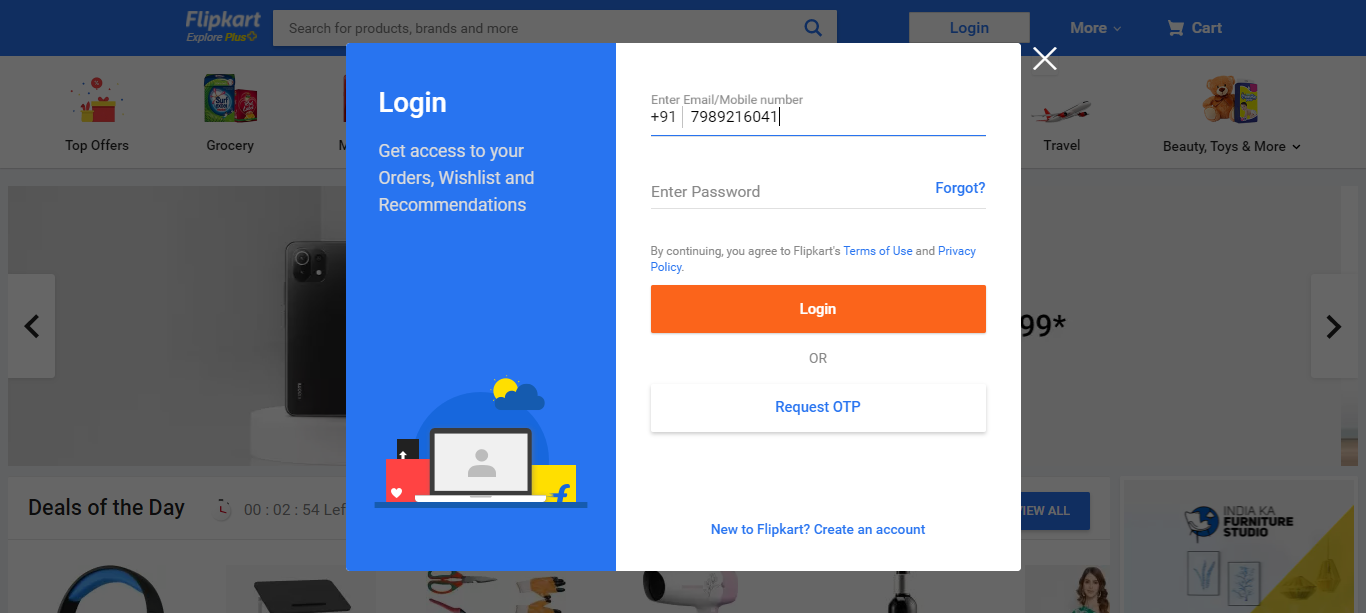 Flipkart
Explore Plus
Search for products, brands and more
Login
More
Cart
Top Offers
Grocery
M
Travel
Beauty, Toys & More
Login
Get access to your
Orders, Wishlist and
Recommendations
Enter Email/Mobile number
+91 7989216041
Enter Password
Forgot?
By continuing, you agree to Flipkart's Terms of Use and Privacy
Policy.
Login
OR
Request OTP
New to Flipkart? Create an account
99*
Deals of the Day
00 : 02 : 54 Lef
VIEW ALL
INDIA KA
FURNITURE
STUDIO